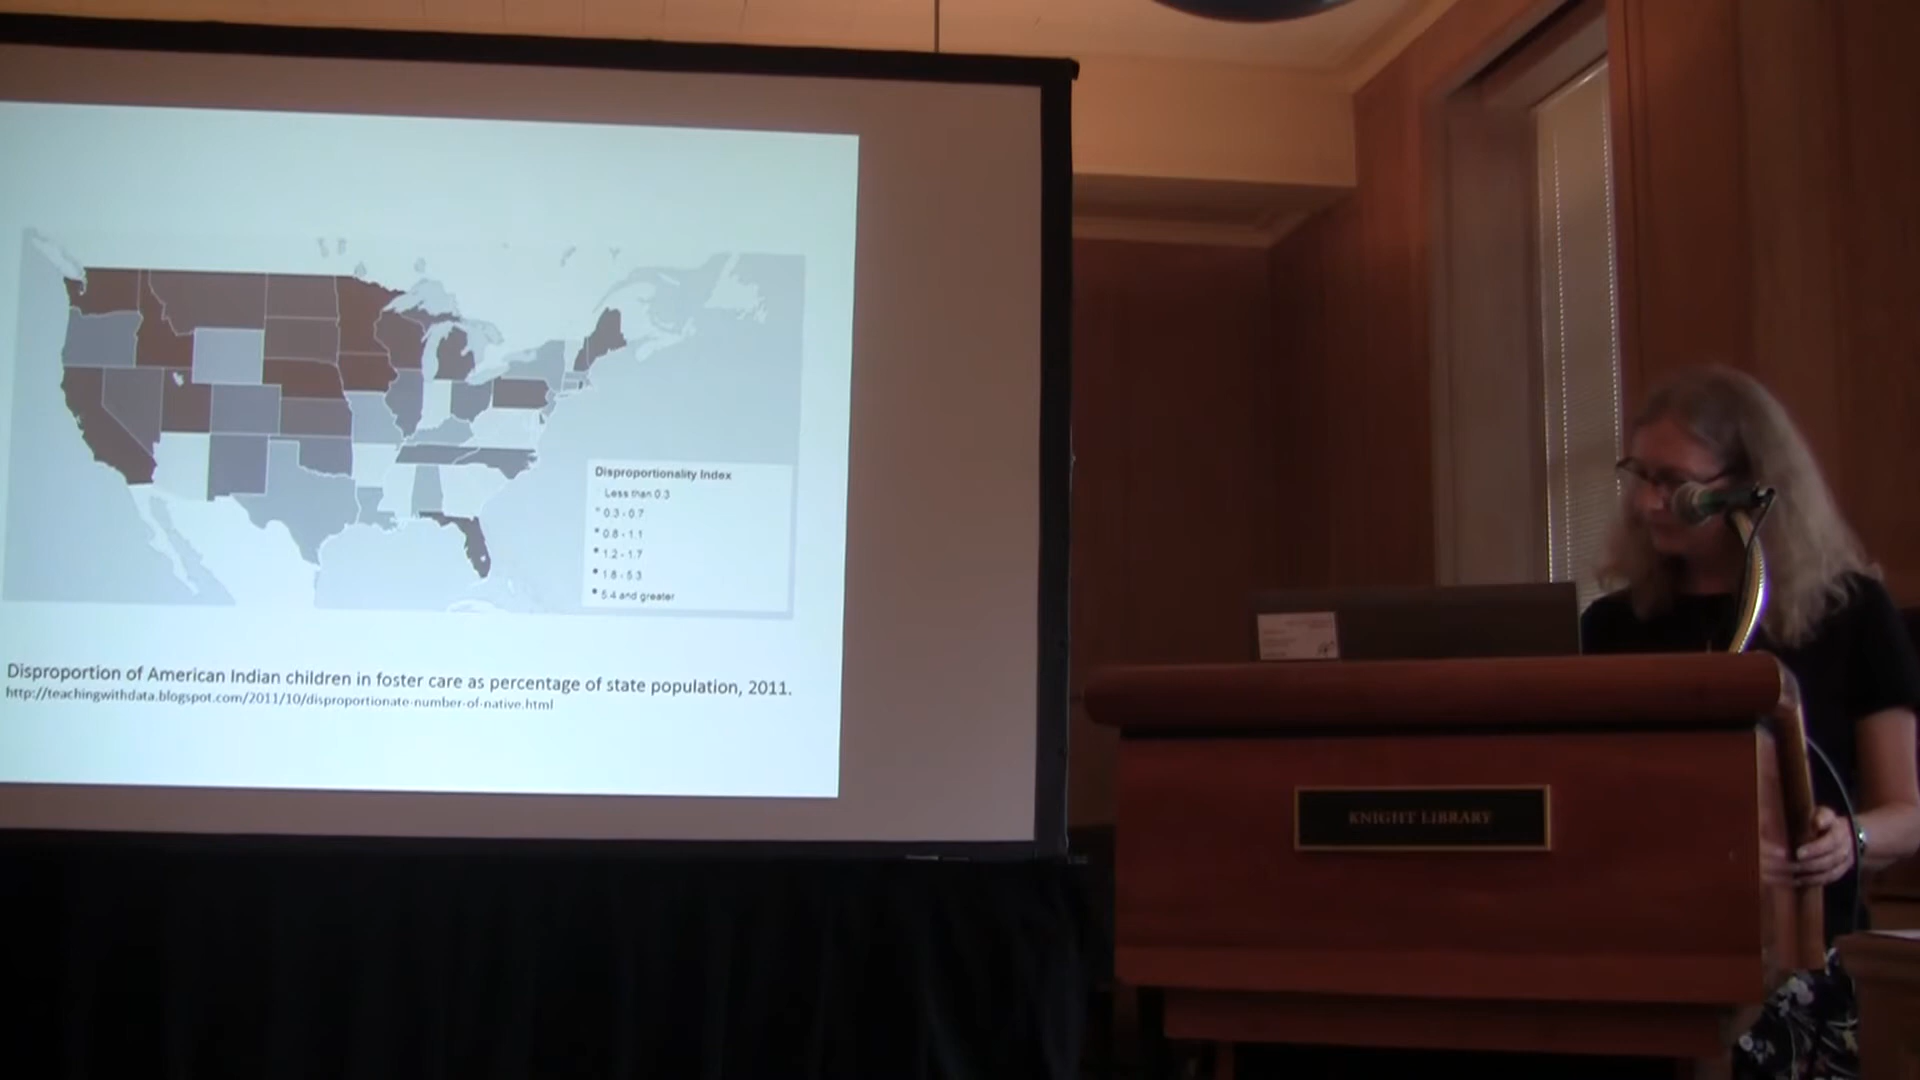 Disproportionality Index
Less than 0.3
0.3 - 0.7
0.8 - 1.1
1.2 - 1.7
1.8 - 5.3
5.4 and greater
Disproportion of American Indian children in foster care as percentage of state population, 2011.
http://teachingwithdata.blogspot.com/2011/10/disproportionate-number-of-native.html
KNIGHT LIBRARY